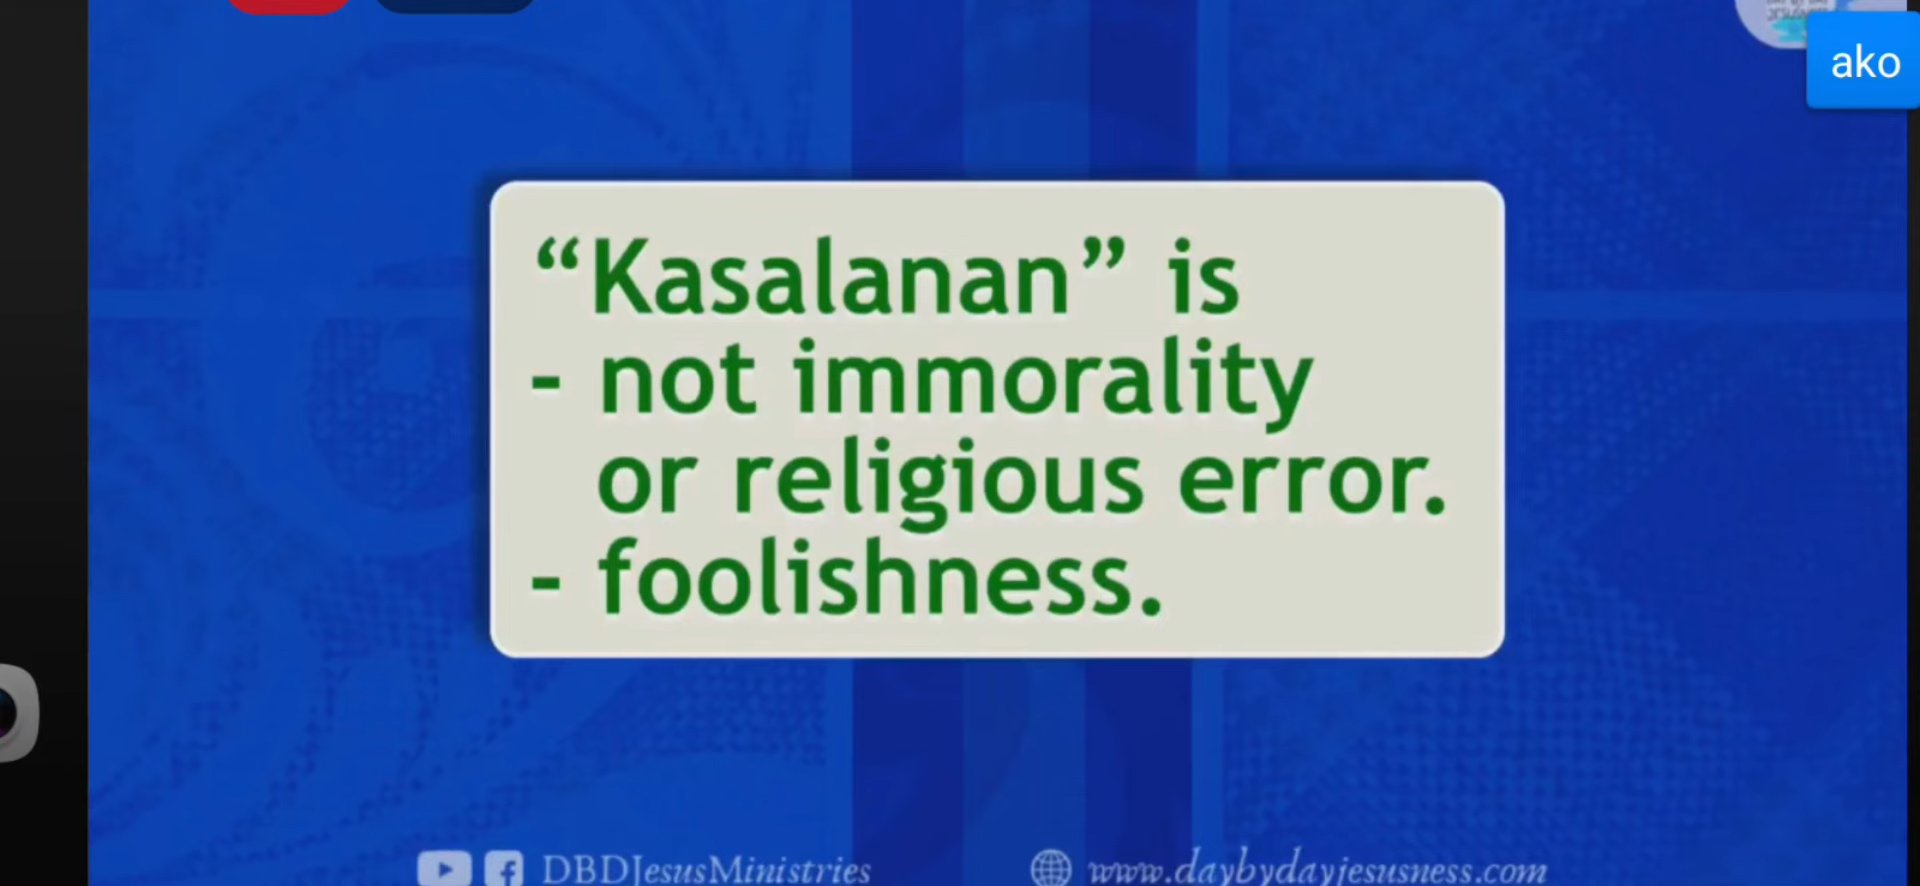 ako
“Kasalanan” is
- not immorality
or religious error.
- foolishness.
DBDJesusMinistries
www.daybydayjesusness.com